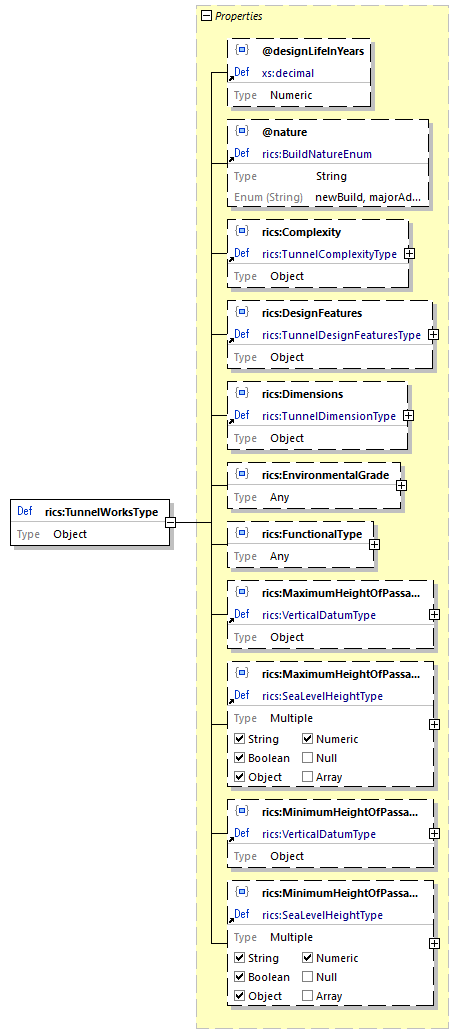 Properties
@designLifeInYears
Def xs:decimal
Type Numeric
@nature
Def rics:BuildNatureEnum
Type String
Enum (String) newBuild, majorAd...
rics:Complexity
Def rics:TunnelComplexityType
Type Object
rics:DesignFeatures
Def rics:TunnelDesignFeaturesType
Type Object
rics:Dimensions
Def rics:TunnelDimensionType
Type Object
rics:EnvironmentalGrade
Type Any
Def rics:TunnelWorksType
Type Object
rics:FunctionalType
Type Any
rics:MaximumHeightOfPassa...
Def rics:VerticalDatumType
Type Object
rics:MaximumHeightOfPassa...
Def rics:SeaLevelHeightType
Type Multiple
String Numeric
Boolean Null
Object Array
rics:MinimumHeightOfPassa...
Def rics:VerticalDatumType
Type Object
rics:MinimumHeightOfPassa...
Def rics:SeaLevelHeightType
Type Multiple
String Numeric
Boolean Null
Object Array